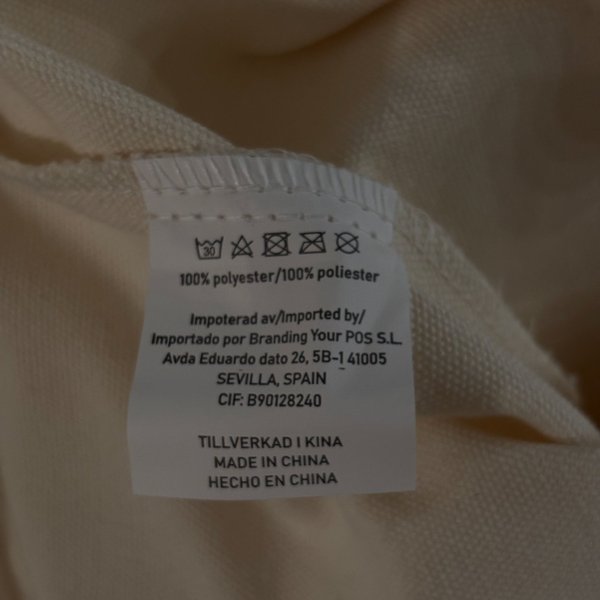 30
100% polyester/100% poliester
Impoterad av/Imported by/
Importado por Branding Your POS S.L.
Avda Eduardo dato 26, 5B-1 41005
SEVILLA, SPAIN
CIF: B90128240
TILLVERKAD I KINA
MADE IN CHINA
HECHO EN CHINA